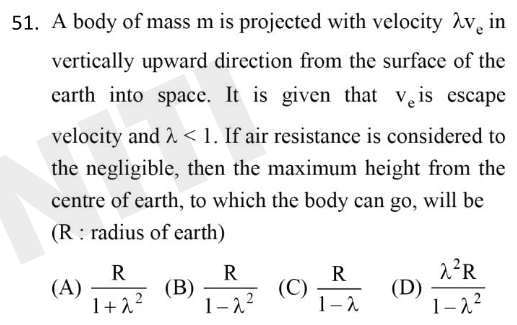 51. A body of mass m is projected with velocity λvₑ in
vertically upward direction from the surface of the
earth into space. It is given that vₑ is escape
velocity and λ < 1. If air resistance is considered to
the negligible, then the maximum height from the
centre of earth, to which the body can go, will be
(R : radius of earth)
(A) R/(1+λ²) (B) R/(1−λ²) (C) R/(1−λ) (D) λ²R/(1−λ²)